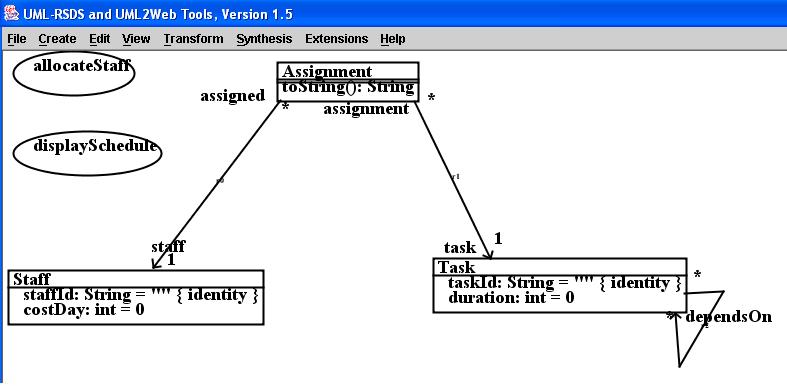 UML-RSDS and UML2Web Tools, Version 1.5
File Create Edit View Transform Synthesis Extensions Help
allocateStaff
Assignment
toString(): String
assigned
*
assignment
*
displaySchedule
r1
staff
1
task
1
Staff
staffId: String = "" { identity }
costDay: int = 0
Task
taskId: String = "" { identity }
duration: int = 0
*
*
dependsOn